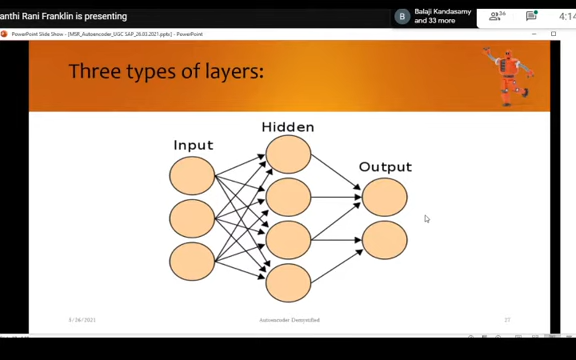 anthi Rani Franklin is presenting
B
Balaji Kandasamy
and 33 more
36
4:14
PowerPoint Slide Show - [MSR_Autoencoder_UGC SAP_26.03.2021.pptx] - PowerPoint
Three types of layers:
Hidden
Input
Output
3/26/2021
Autoencoder-Demystified
27